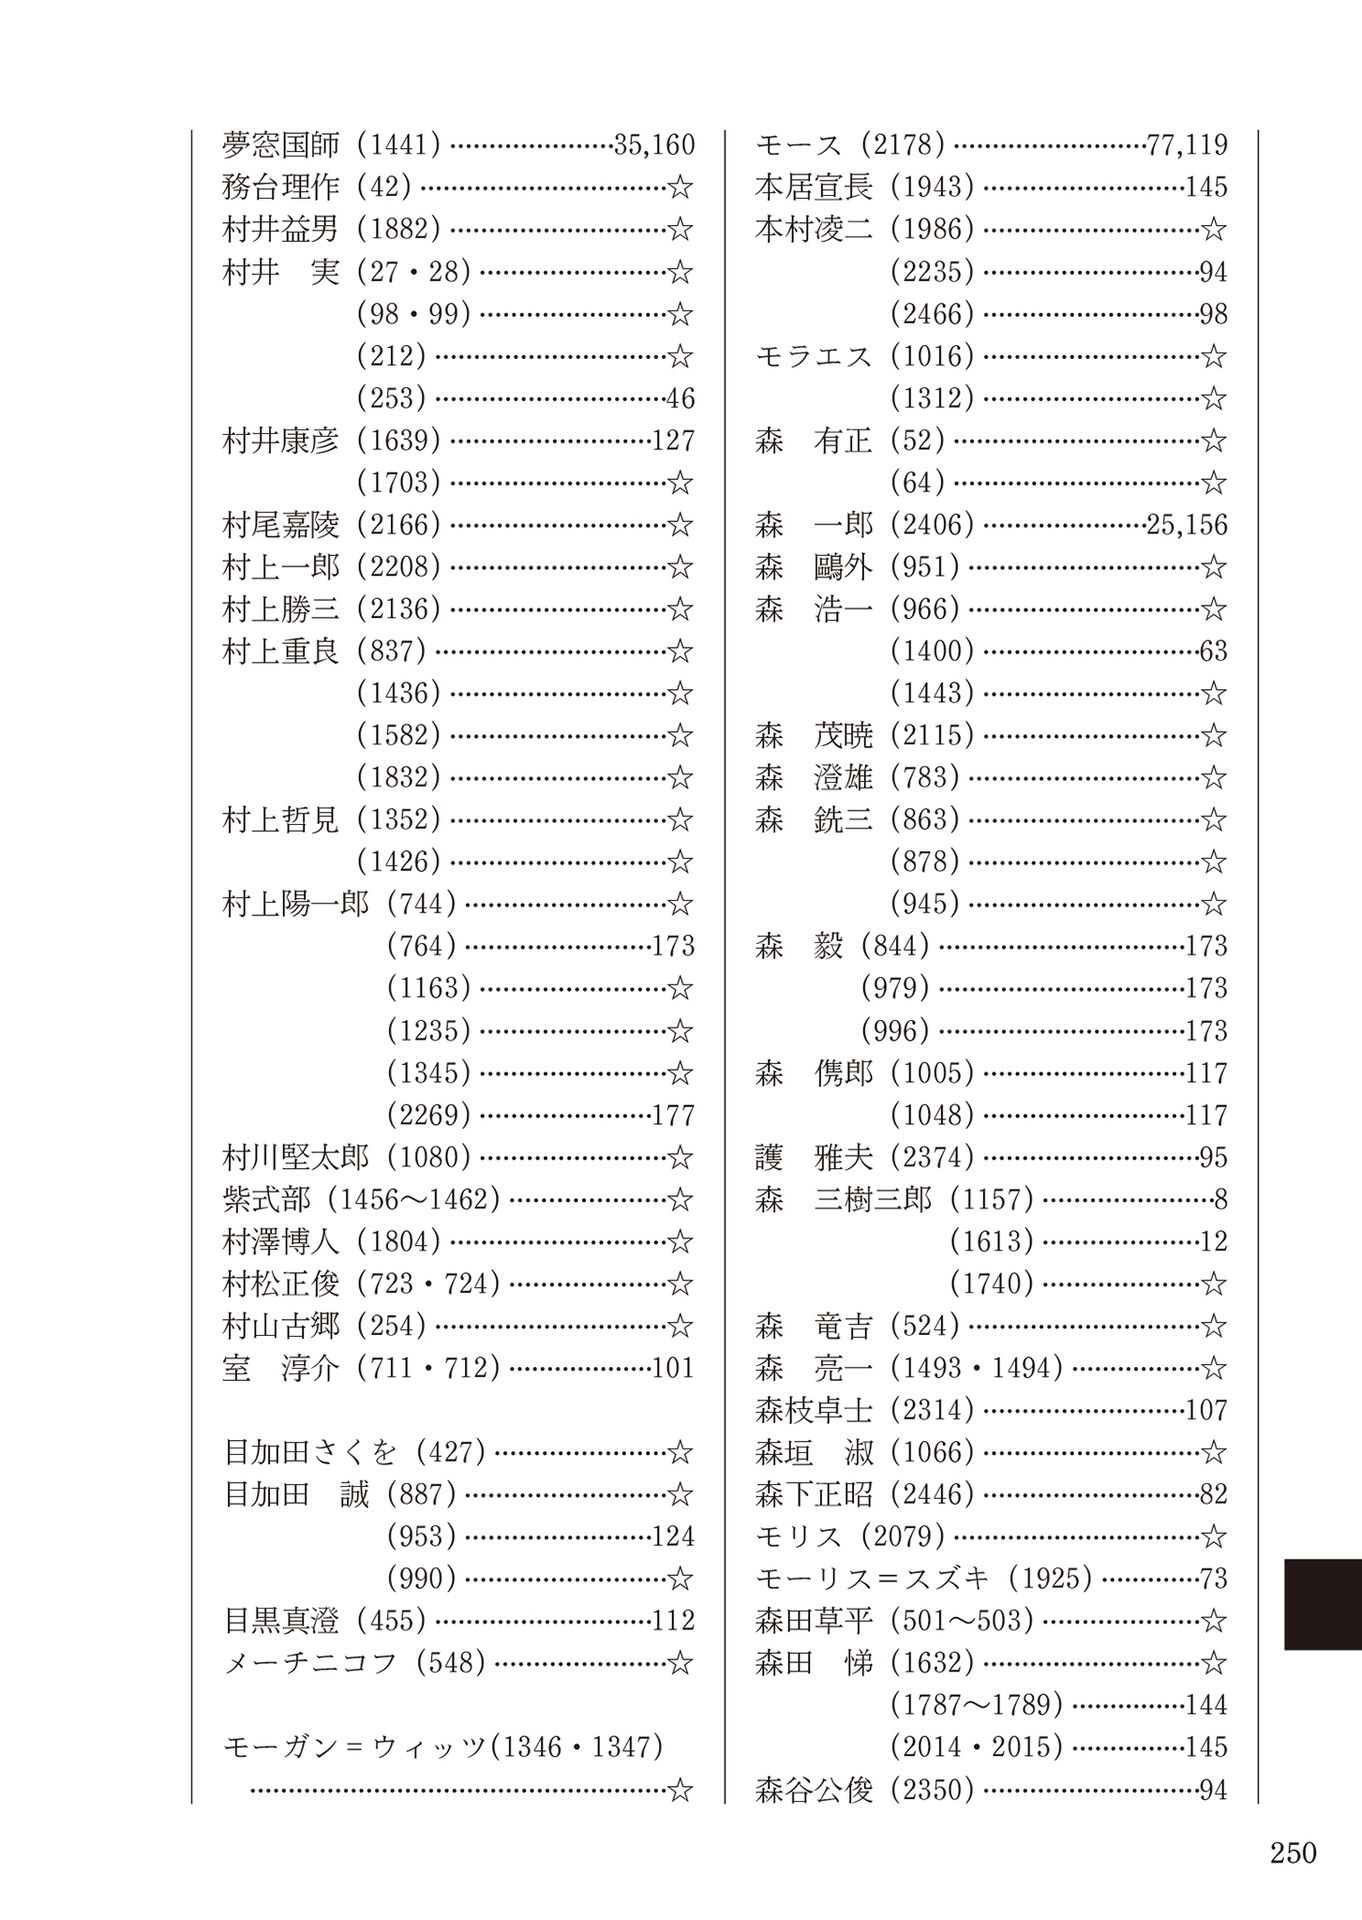 夢窓国師（1441）…………………35,160
務台理作（42）…………………………☆
村井益男（1882）………………………☆
村井　実（27・28）……………………☆
（98・99）……………………☆
（212）…………………………☆
（253）…………………………46
村井康彦（1639）………………………127
（1703）………………………☆
村尾嘉陵（2166）………………………☆
村上一郎（2208）………………………☆
村上勝三（2136）………………………☆
村上重良（837）…………………………☆
（1436）………………………☆
（1582）………………………☆
（1832）………………………☆
村上哲見（1352）………………………☆
（1426）………………………☆
村上陽一郎（744）………………………☆
（764）………………………173
（1163）……………………☆
（1235）……………………☆
（1345）……………………☆
（2269）……………………177
村川堅太郎（1080）……………………☆
紫式部（1456～1462）…………………☆
村澤博人（1804）………………………☆
村松正俊（723・724）…………………☆
村山古郷（254）…………………………☆
室　淳介（711・712）…………………101
目加田さくを（427）……………………☆
目加田　誠（887）………………………☆
（953）………………………124
（990）………………………☆
目黒真澄（455）…………………………112
メーチニコフ（548）……………………☆
モーガン＝ウィッツ(1346・1347)
………………………………………………☆
モース（2178）………………………77,119
本居宣長（1943）………………………145
本村凌二（1986）………………………☆
（2235）………………………94
（2466）………………………98
モラエス（1016）………………………☆
（1312）………………………☆
森　有正（52）…………………………☆
（64）…………………………☆
森　一郎（2406）…………………25,156
森　鷗外（951）…………………………☆
森　浩一（966）…………………………☆
（1400）………………………63
（1443）………………………☆
森　茂暁（2115）………………………☆
森　澄雄（783）…………………………☆
森　銑三（863）…………………………☆
（878）…………………………☆
（945）…………………………☆
森　毅（844）……………………………173
（979）……………………………173
（996）……………………………173
森　儁郎（1005）………………………117
（1048）………………………117
護　雅夫（2374）………………………95
森　三樹三郎（1157）…………………8
（1613）…………………12
（1740）…………………☆
森　竜吉（524）…………………………☆
森　亮一（1493・1494）………………☆
森枝卓士（2314）………………………107
森垣　淑（1066）………………………☆
森下正昭（2446）………………………82
モリス（2079）…………………………☆
モーリス＝スズキ（1925）…………73
森田草平（501～503）…………………☆
森田　悌（1632）………………………☆
（1787～1789）……………144
（2014・2015）……………145
森谷公俊（2350）………………………94
250